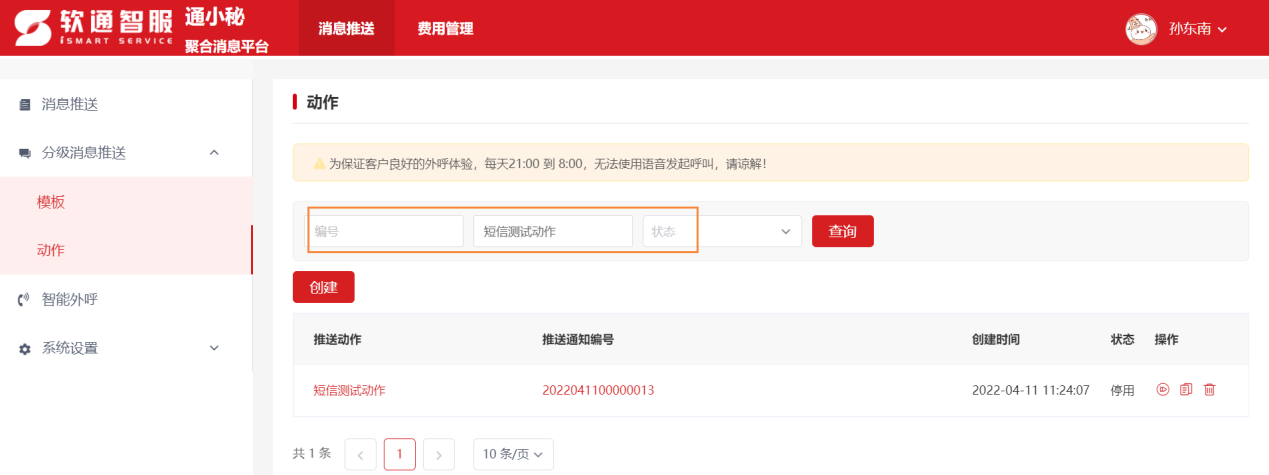 软通智服 通小秘
iSMART SERVICE 聚合消息平台
消息推送 费用管理
孙东南
消息推送
分级消息推送
模板
动作
智能外呼
系统设置
动作
为保证客户良好的外呼体验，每天21:00 到 8:00，无法使用语音发起呼叫，请谅解！
编号 短信测试动作 状态 查询
创建
推送动作 推送通知编号 创建时间 状态 操作
短信测试动作 2022041100000013 2022-04-11 11:24:07 停用
共 1 条 1 10 条/页